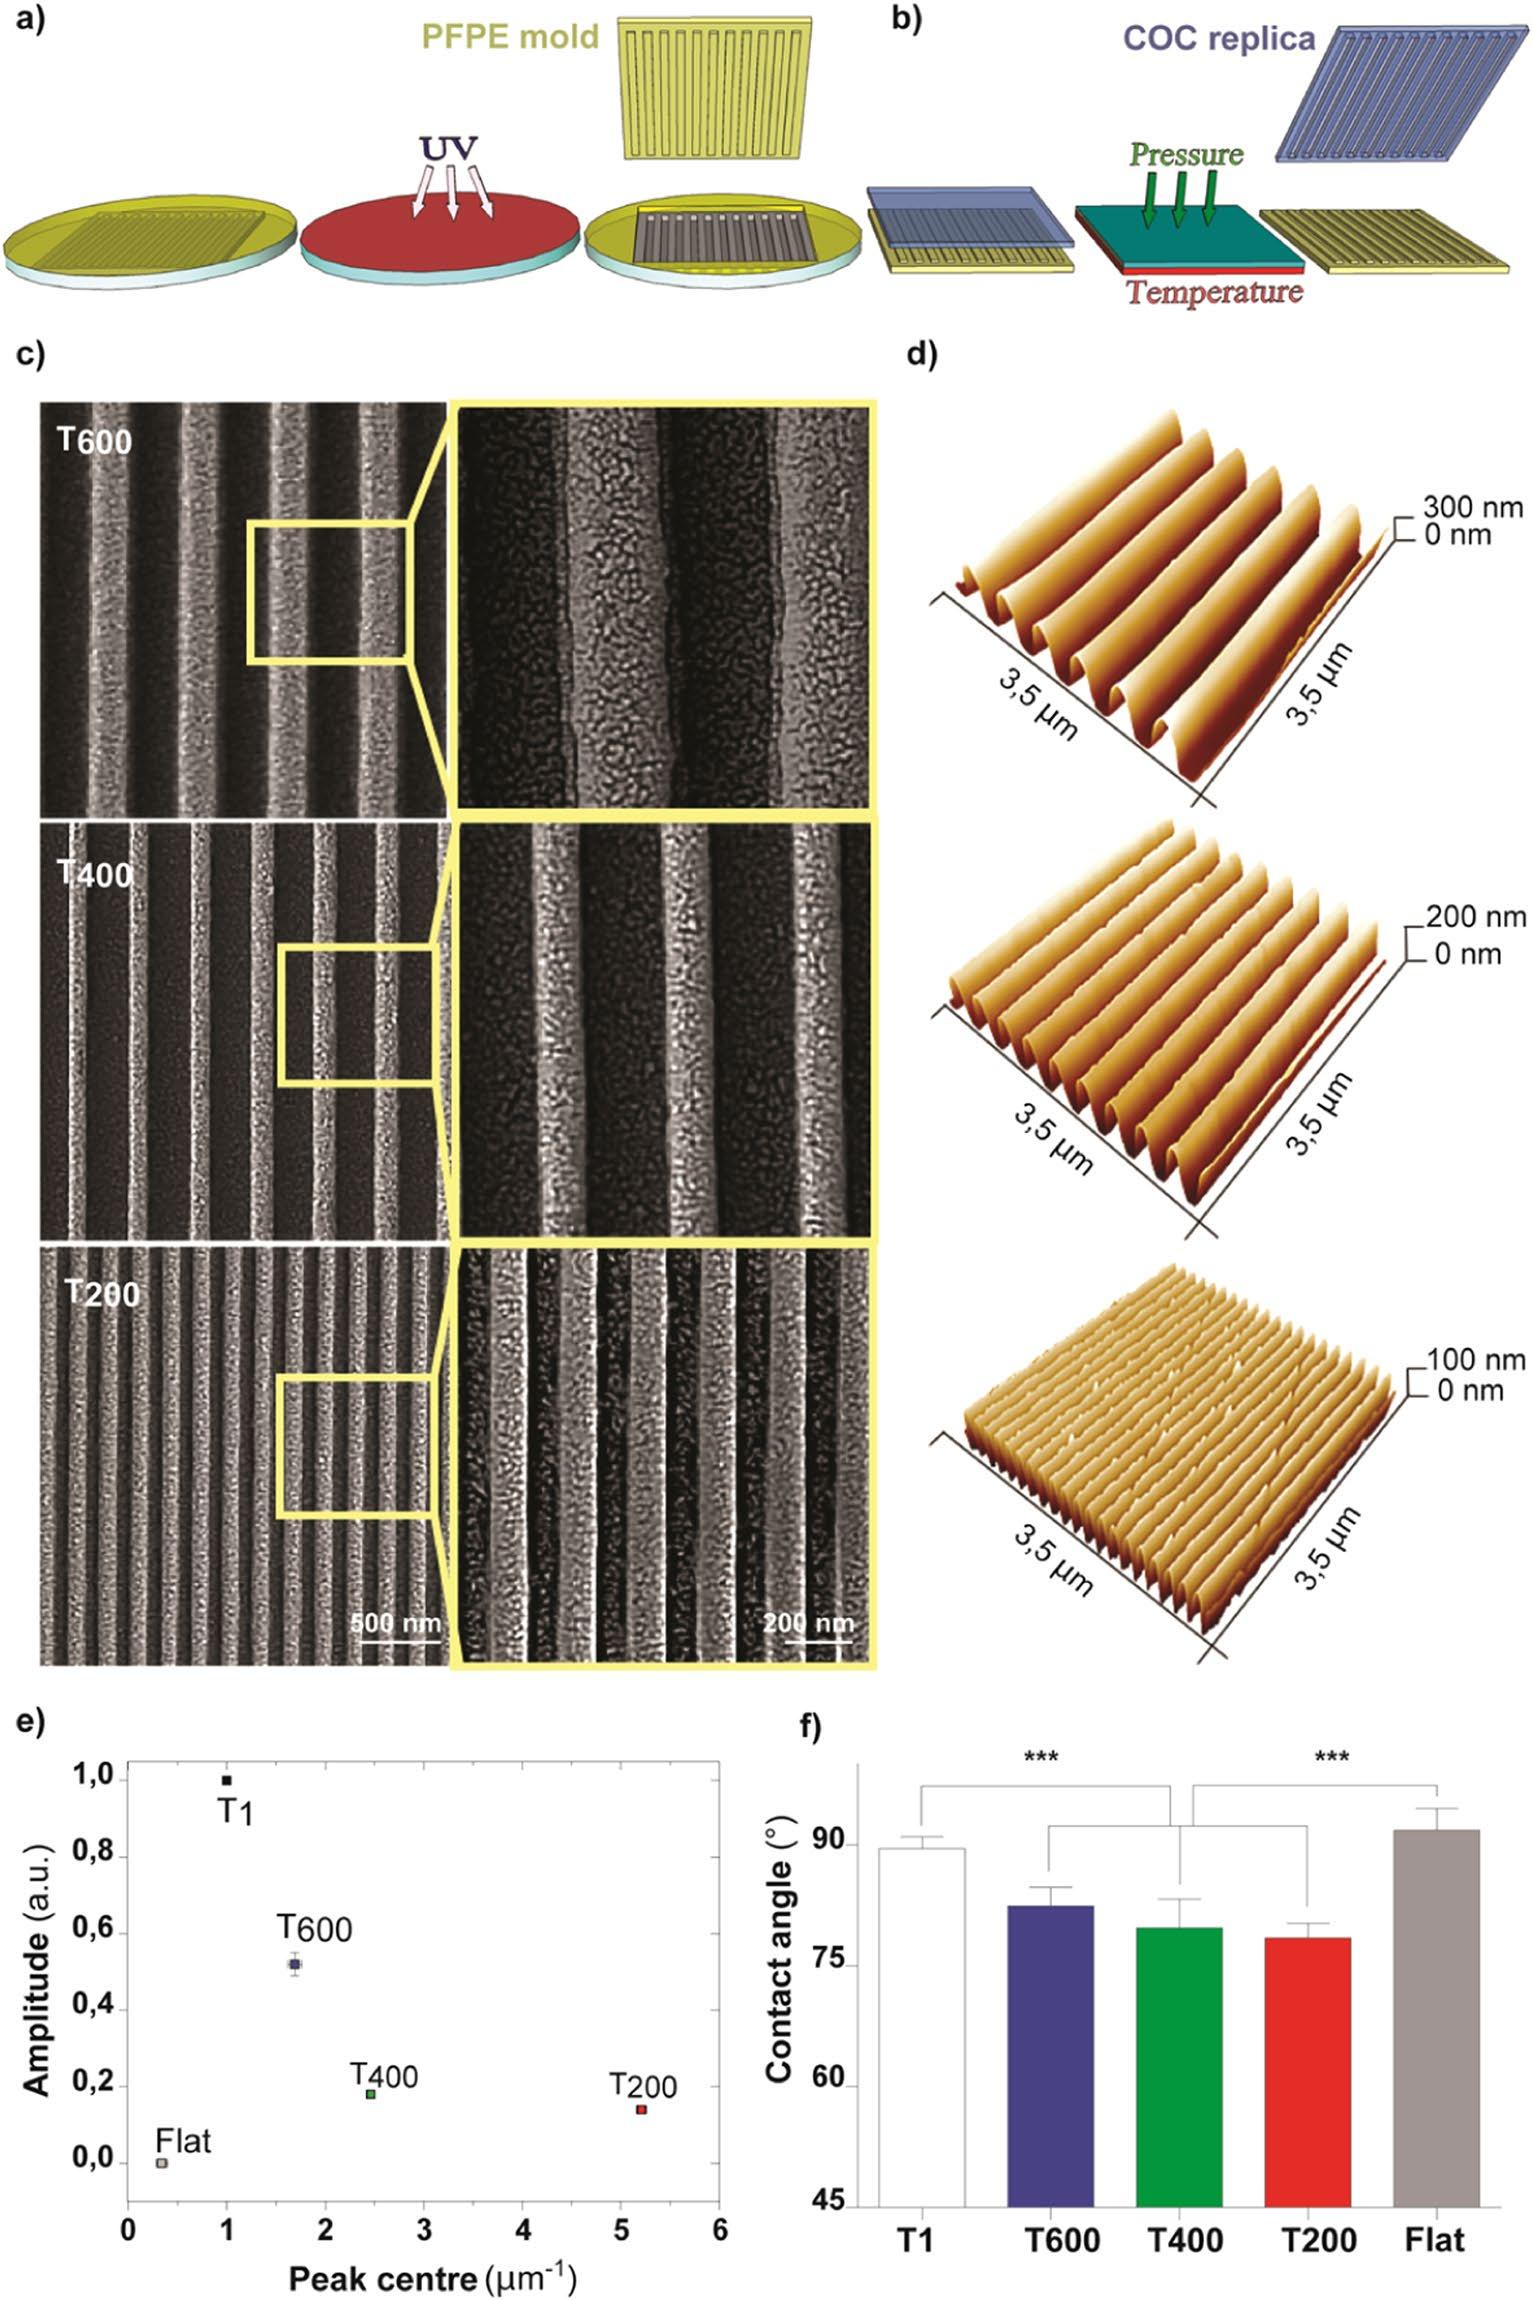 a)
PFPE mold
UV
b)
COC replica
Pressure
Temperature
c)
T600
T400
T200
500 nm
200 nm
d)
300 nm
0 nm
3,5 µm
3,5 µm
200 nm
0 nm
3,5 µm
3,5 µm
100 nm
0 nm
3,5 µm
3,5 µm
e)
Amplitude (a.u.)
1,0
0,8
0,6
0,4
0,2
0,0
T1
T600
T400
T200
Flat
0 1 2 3 4 5 6
Peak centre (µm-1)
f)
Contact angle (°)
*** ***
90
75
60
45
T1 T600 T400 T200 Flat